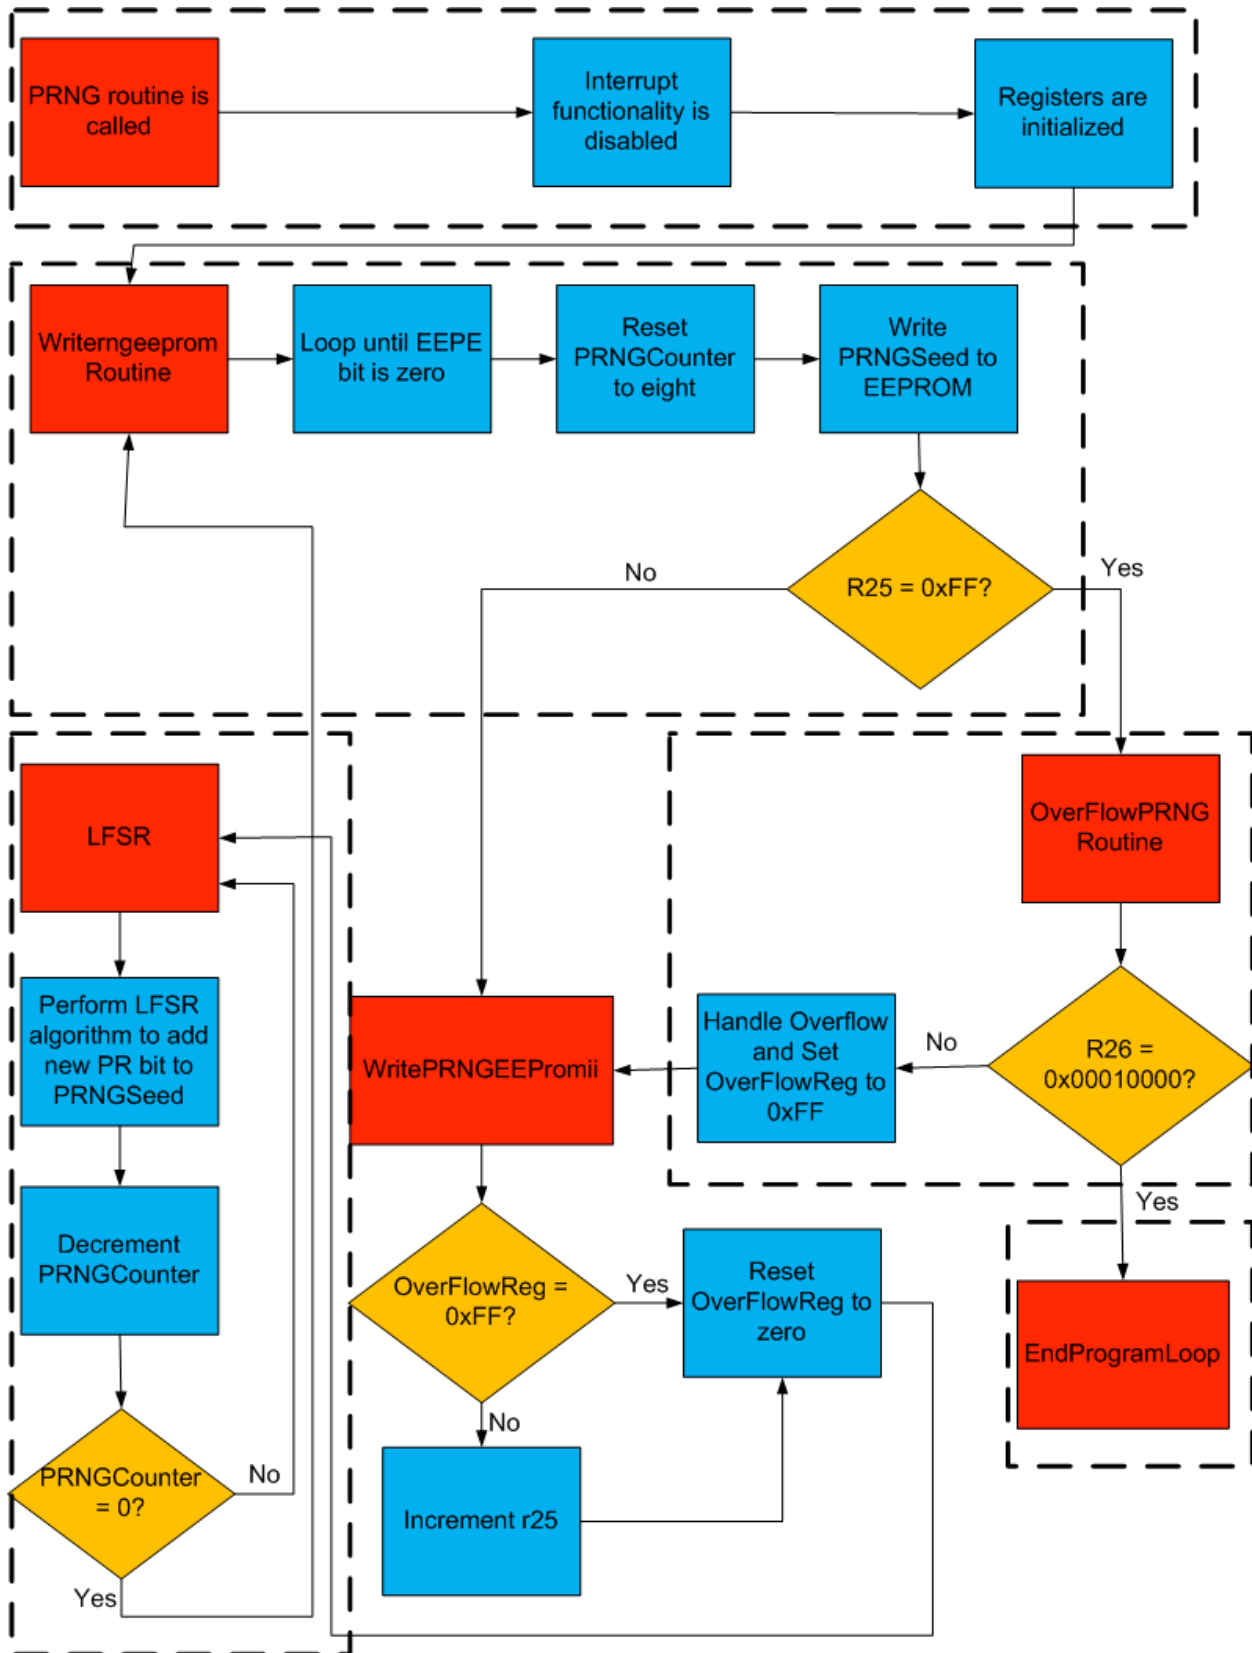 PRNG routine is
called
Interrupt
functionality is
disabled
Registers are
initialized
Writerngeeprom
Routine
Loop until EEPE
bit is zero
Reset
PRNGCounter
to eight
Write
PRNGSeed to
EEPROM
R25 = 0xFF?
No
Yes
OverFlowPRNG
Routine
R26 =
0x00010000?
No
Yes
Handle Overflow
and Set
OverFlowReg to
0xFF
WritePRNGEEPromii
OverFlowReg =
0xFF?
Yes
No
Reset
OverFlowReg to
zero
Increment r25
EndProgramLoop
LFSR
Perform LFSR
algorithm to add
new PR bit to
PRNGSeed
Decrement
PRNGCounter
PRNGCounter
= 0?
No
Yes